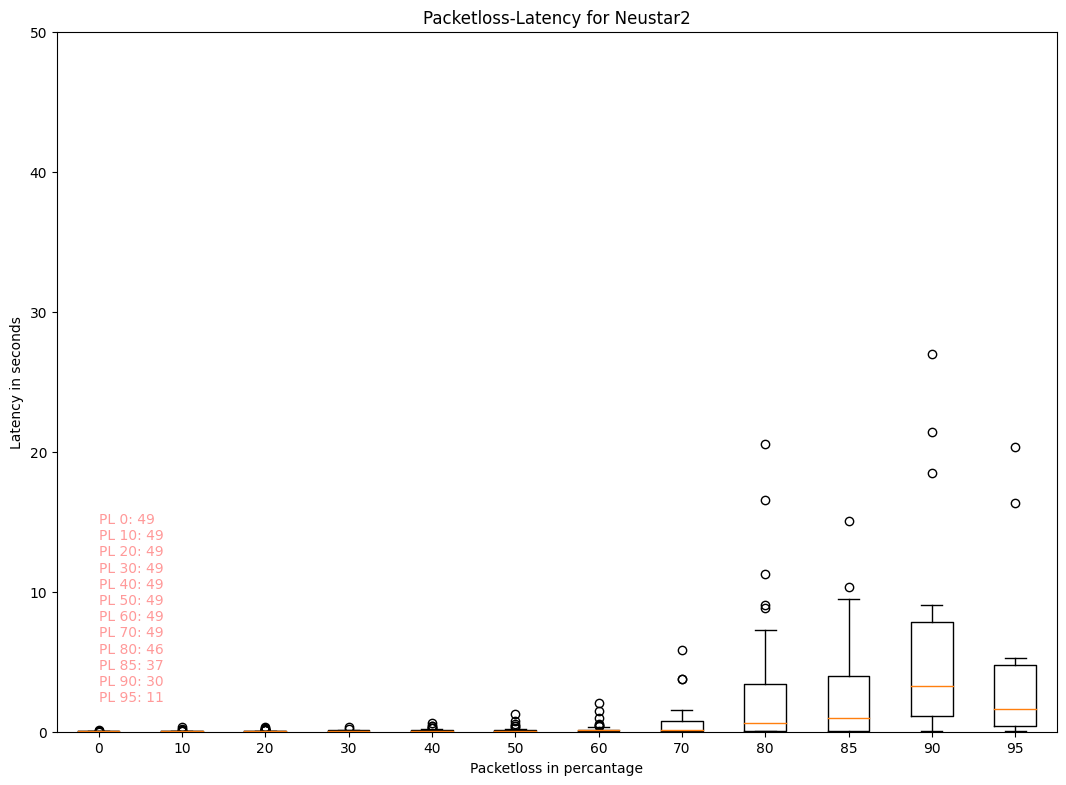 Packetloss-Latency for Neustar2
50
40
30
20
10
0
Latency in seconds
PL 0: 49
PL 10: 49
PL 20: 49
PL 30: 49
PL 40: 49
PL 50: 49
PL 60: 49
PL 70: 49
PL 80: 46
PL 85: 37
PL 90: 30
PL 95: 11
0 10 20 30 40 50 60 70 80 85 90 95
Packetloss in percantage